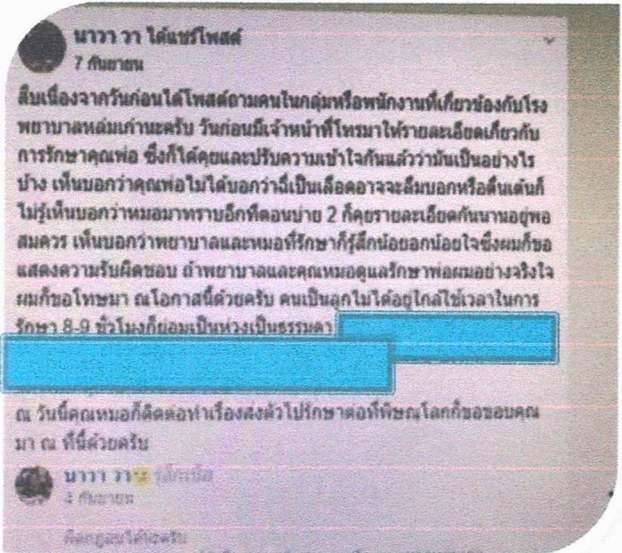 นาวา วา ได้แชร์โพสต์
7 กันยายน
สืบเนื่องจากวันก่อนได้โพสต์ถามคนในกลุ่มหรือพนักงานที่เกี่ยวข้องกับโรง
พยาบาลหล่มเก่านะครับ วันก่อนมีเจ้าหน้าที่โทรมาให้รายละเอียดเกี่ยวกับ
การรักษาคุณพ่อ ซึ่งก็ได้คุยและปรับความเข้าใจกันแล้วว่ามันเป็นอย่างไร
บ้าง เห็นบอกว่าคุณพ่อไม่ได้บอกว่าฉี่เป็นเลือดอาจจะลืมบอกหรือตื่นเต้นก็
ไม่รู้เห็นบอกว่าหมอมาทราบอีกทีตอนบ่าย 2 ก็คุยรายละเอียดกันนานอยู่พอ
สมควร เห็นบอกว่าพยาบาลและหมอที่รักษาก็รู้สึกน้อยอกน้อยใจซึ่งผมก็ขอ
แสดงความรับผิดชอบ ถ้าพยาบาลและคุณหมอดูแลรักษาพ่อผมอย่างจริงใจ
ผมก็ขอโทษมา ณโอกาสนี้ด้วยครับ คนเป็นลูกไม่ได้อยู่ใกล้ใช้เวลาในการ
รักษา 8-9 ชั่วโมงก็ยอมเป็นห่วงเป็นธรรมดา
ณ วันนี้คุณหมอก็ติดต่อทำเรื่องส่งตัวไปรักษาต่อที่พิษณุโลกก็ขอขอบคุณ
มา ณ ที่นี้ด้วยครับ
นาวา วา
4 กันยายน